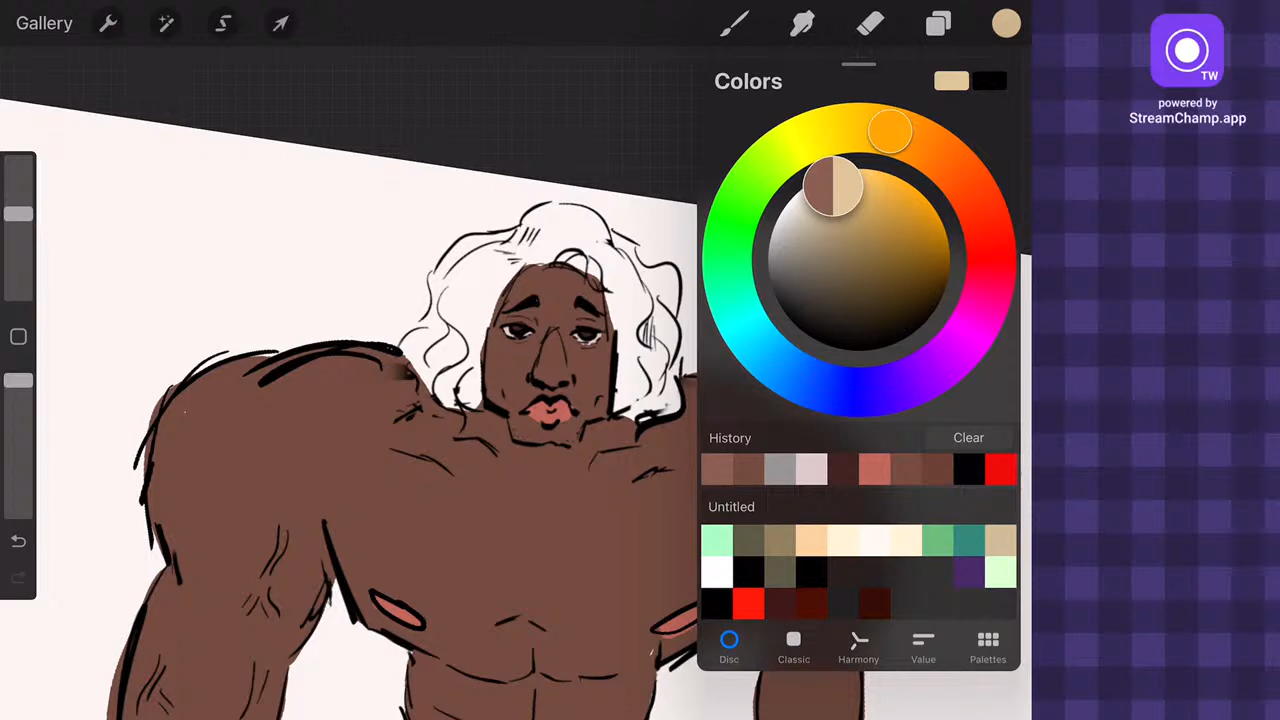 Gallery
TW
powered by
StreamChamp.app
Colors
History
Clear
Untitled
Disc
Classic
Harmony
Value
Palettes